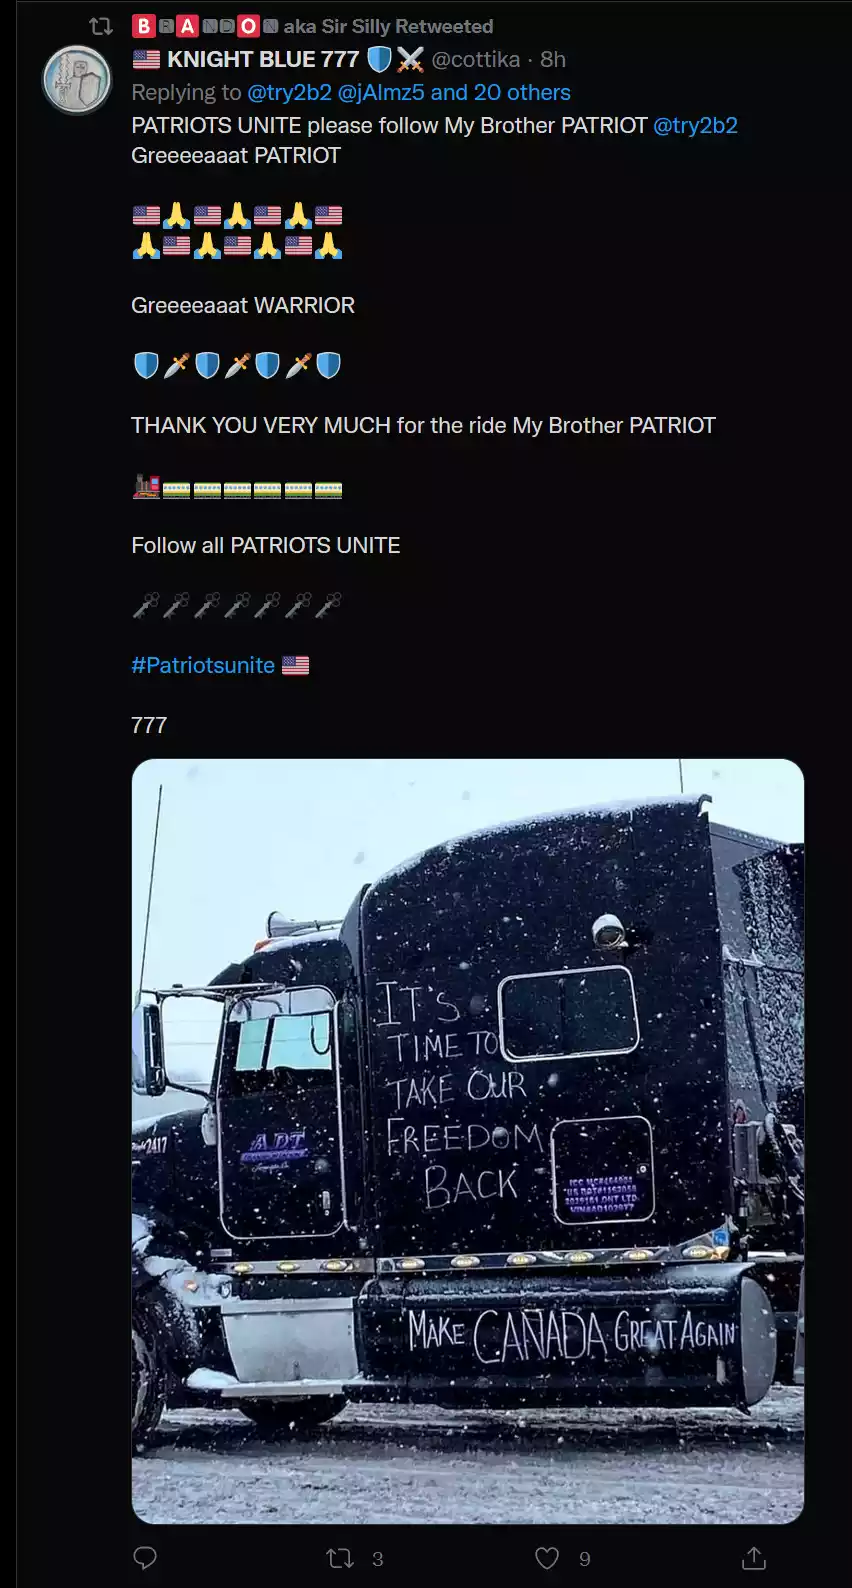 BRANDON aka Sir Silly Retweeted
KNIGHT BLUE 777 @cottika · 8h
Replying to @try2b2 @jAlmz5 and 20 others
PATRIOTS UNITE please follow My Brother PATRIOT @try2b2
Greeeeaaat PATRIOT
Greeeeaaat WARRIOR
THANK YOU VERY MUCH for the ride My Brother PATRIOT
Follow all PATRIOTS UNITE
#Patriotsunite
777
IT'S
TIME TO
TAKE OUR
FREEDOM
BACK
2417
ADT
MAKE CANADA GREAT AGAIN
3
9